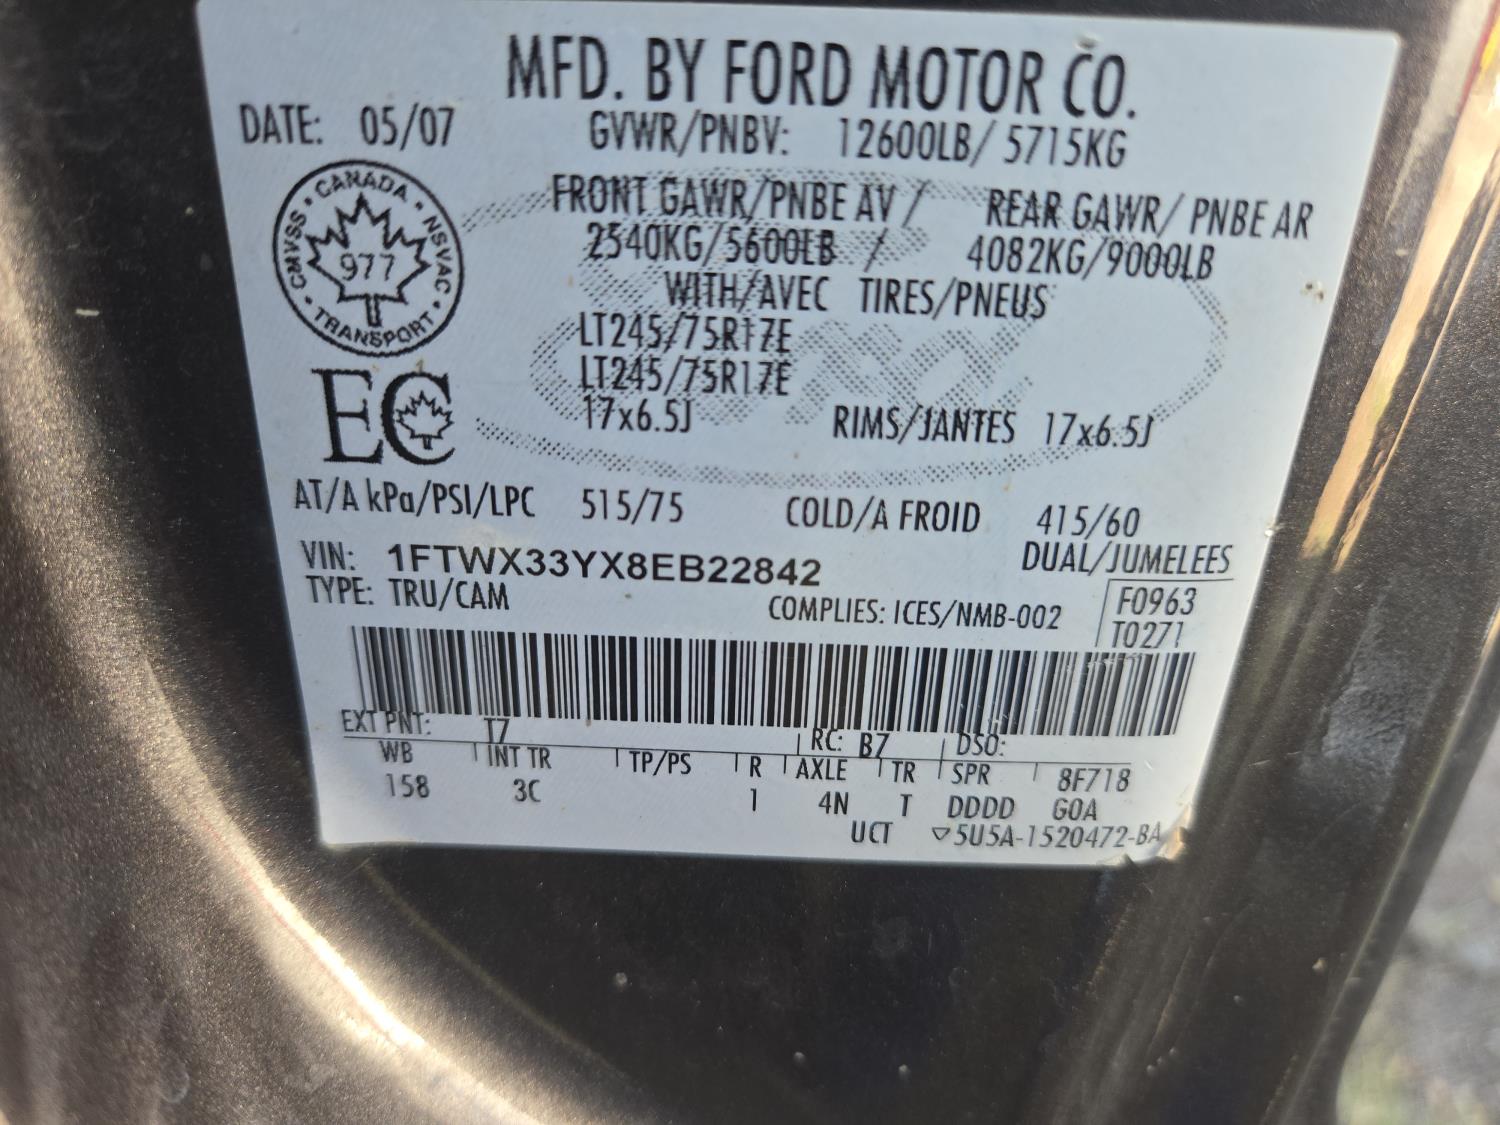 MFD. BY FORD MOTOR CO.
DATE: 05/07 GVWR/PNBV: 12600LB/ 5715KG
FRONT GAWR/PNBE AV / REAR GAWR/ PNBE AR
2540KG/5600LB / 4082KG/9000LB
WITH/AVEC TIRES/PNEUS
LT245/75R17E
LT245/75R17E
17x6.5J RIMS/JANTES 17x6.5J
CMVSS • CANADA • NSVAC • TRANSPORT •
977
EC
AT/A kPa/PSI/LPC 515/75 COLD/A FROID 415/60
VIN: 1FTWX33YX8EB22842 DUAL/JUMELEES
TYPE: TRU/CAM COMPLIES: ICES/NMB-002 F0963
T0271
EXT PNT: T7 RC: B7 DSO:
WB INT TR TP/PS R AXLE TR SPR 8F718
158 3C 1 4N T DDDD GOA
UCT ▽5U5A-1520472-BA